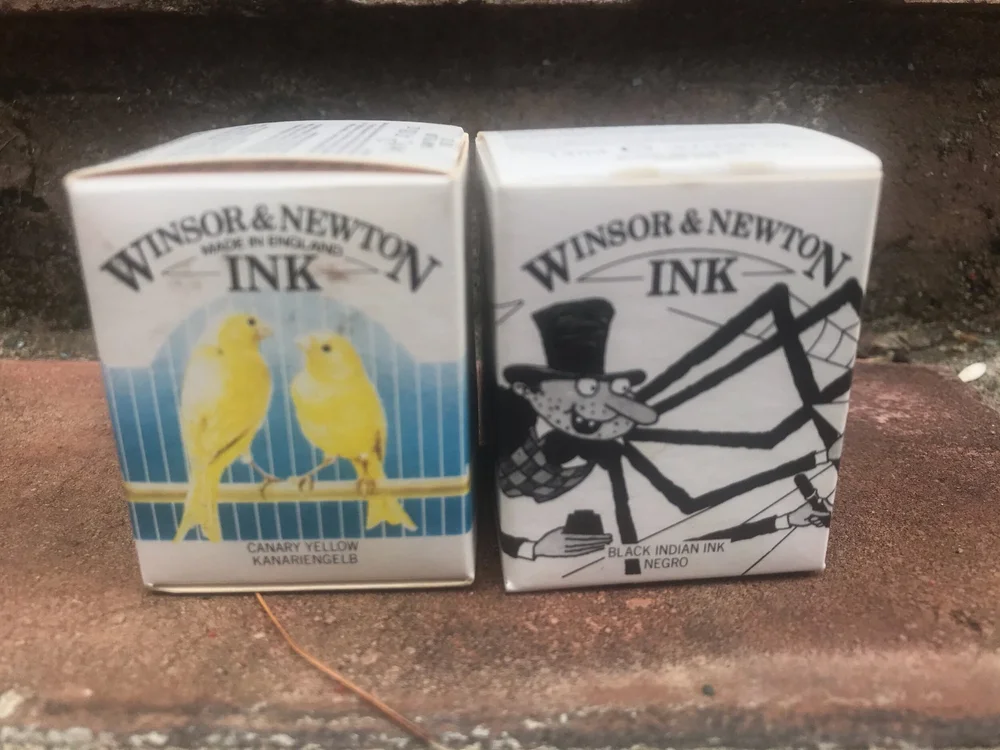 WINSOR & NEWTON
MADE IN ENGLAND
INK
CANARY YELLOW
KANARIENGELB
WINSOR & NEWTON
INK
BLACK INDIAN INK
NEGRO